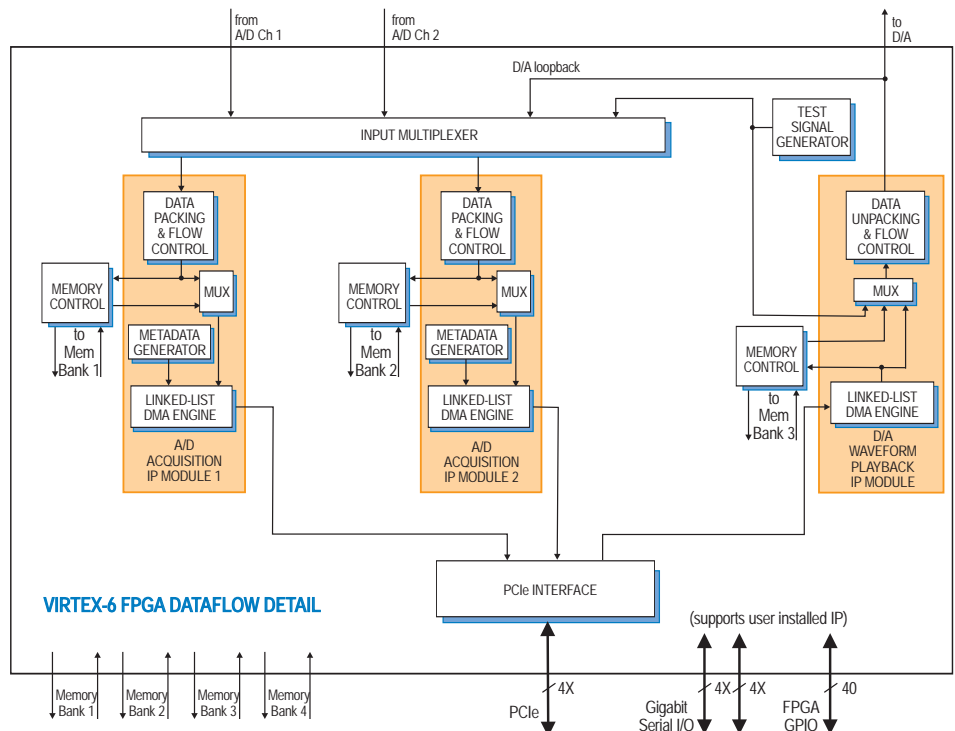 from
A/D Ch 1
from
A/D Ch 2
to
D/A
D/A loopback
INPUT MULTIPLEXER
TEST
SIGNAL
GENERATOR
DATA
PACKING
& FLOW
CONTROL
MEMORY
CONTROL
MUX
to
Mem
Bank 1
METADATA
GENERATOR
LINKED-LIST
DMA ENGINE
A/D
ACQUISITION
IP MODULE 1
DATA
PACKING
& FLOW
CONTROL
MEMORY
CONTROL
MUX
to
Mem
Bank 2
METADATA
GENERATOR
LINKED-LIST
DMA ENGINE
A/D
ACQUISITION
IP MODULE 2
DATA
UNPACKING
& FLOW
CONTROL
MUX
MEMORY
CONTROL
to
Mem
Bank 3
LINKED-LIST
DMA ENGINE
D/A
WAVEFORM
PLAYBACK
IP MODULE
PCIe INTERFACE
VIRTEX-6 FPGA DATAFLOW DETAIL
(supports user installed IP)
Memory
Bank 1
Memory
Bank 2
Memory
Bank 3
Memory
Bank 4
4X
PCIe
4X
4X
Gigabit
Serial I/O
40
FPGA
GPIO